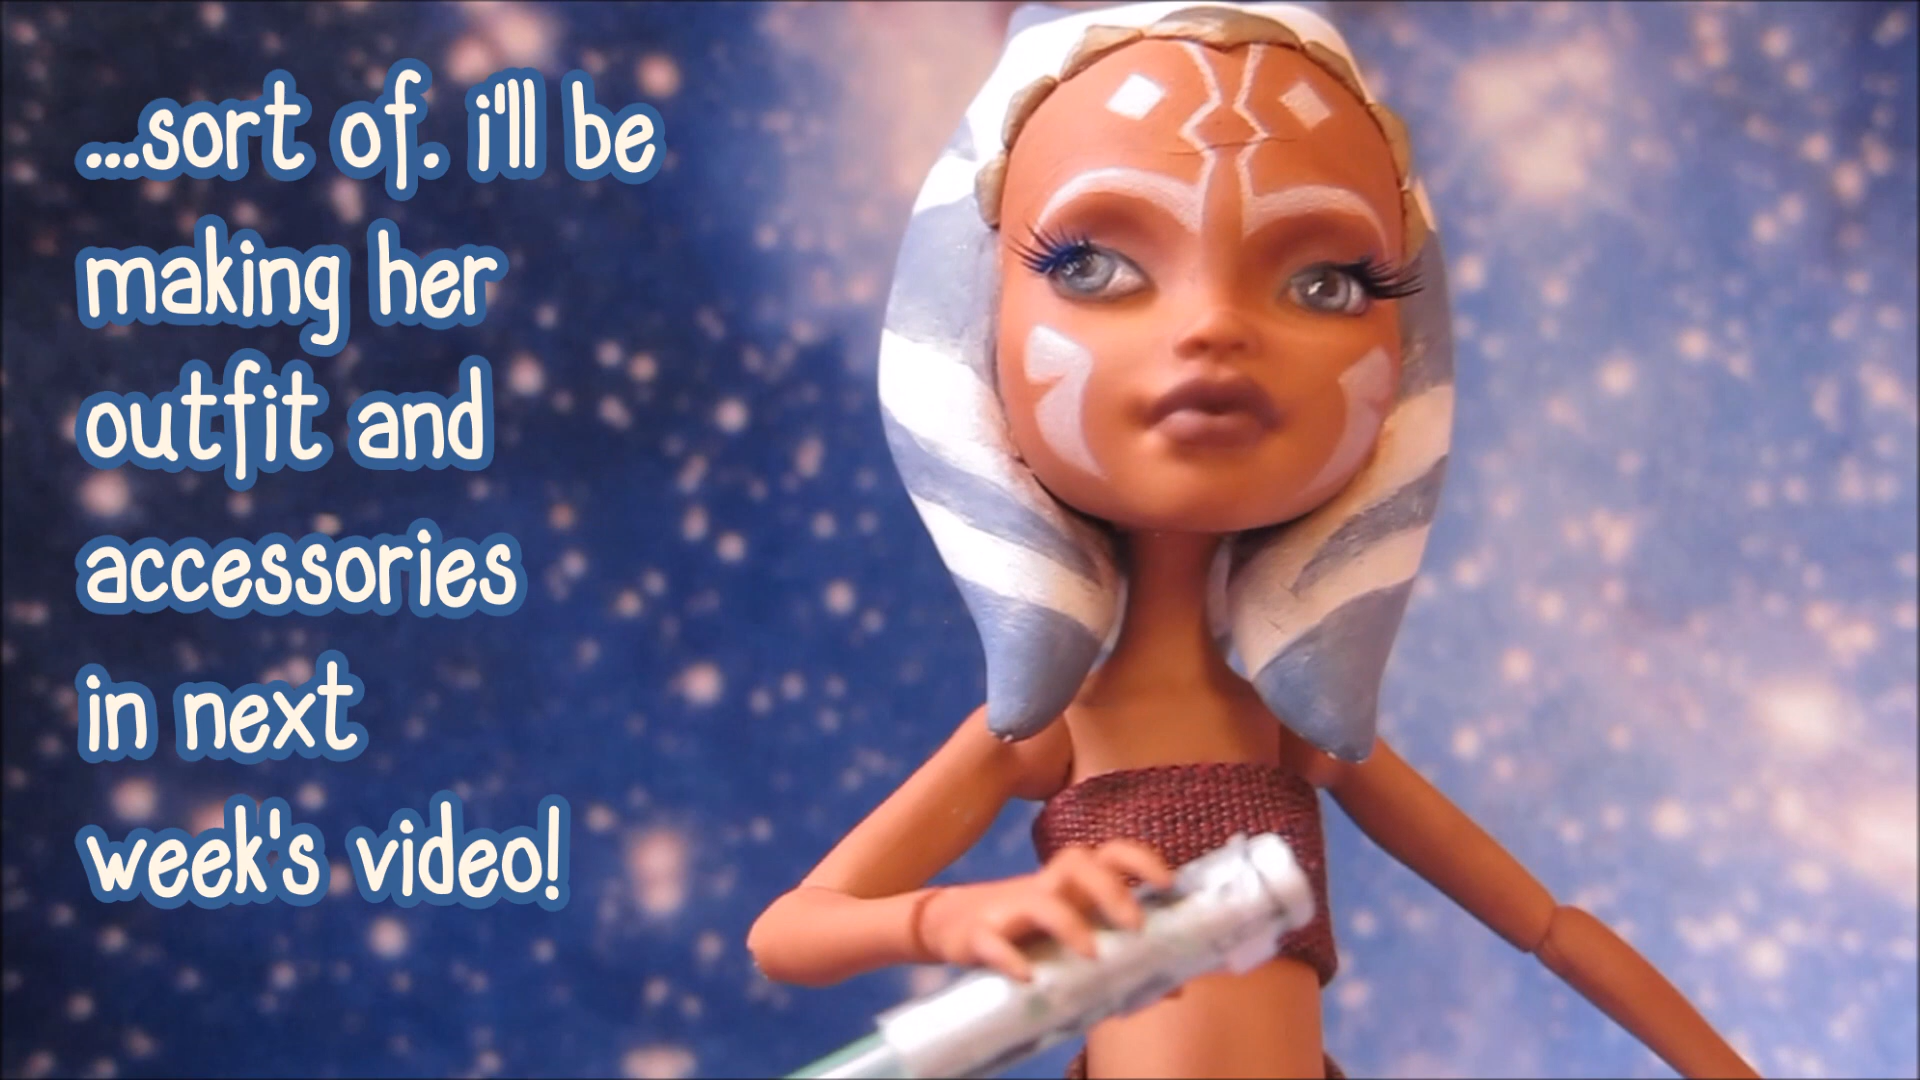 ...sort of. i'll be
making her
outfit and
accessories
in next
week's video!